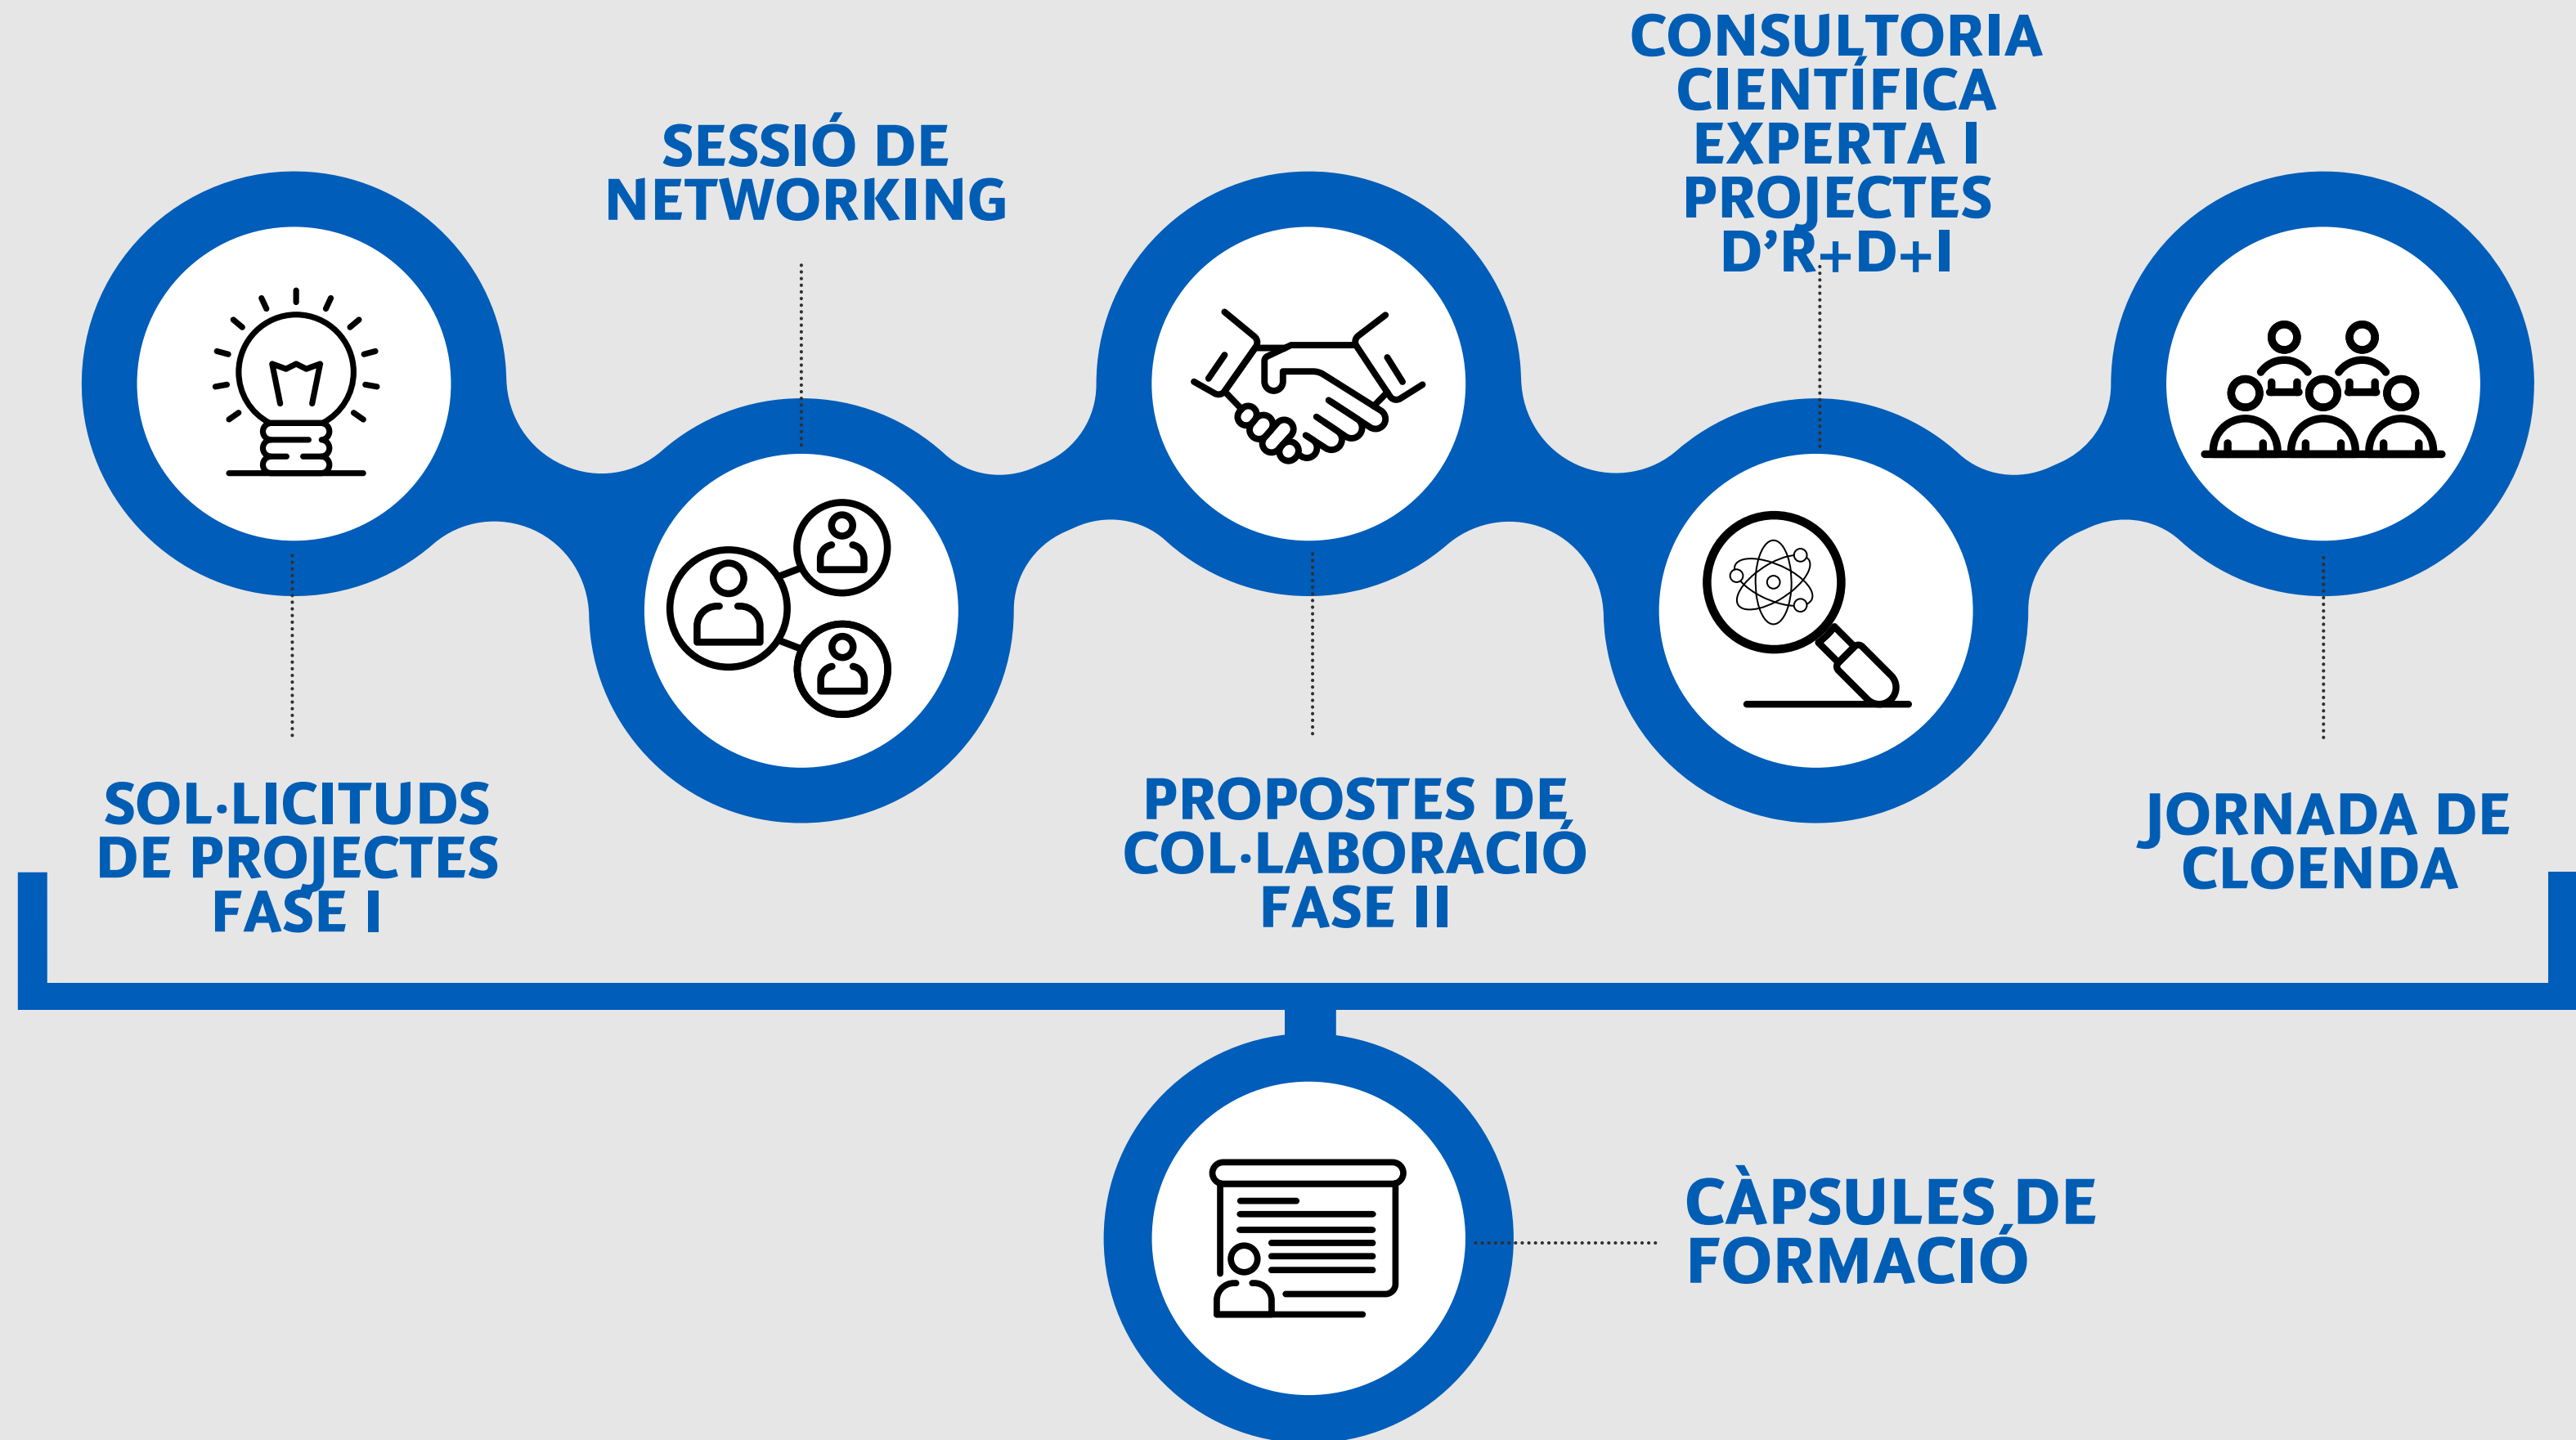 SOL·LICITUDS
DE PROJECTES
FASE I
SESSIÓ DE
NETWORKING
PROPOSTES DE
COL·LABORACIÓ
FASE II
CONSULTORIA
CIENTÍFICA
EXPERTA I
PROJECTES
D’R+D+I
JORNADA DE
CLOENDA
CÀPSULES DE
FORMACIÓ